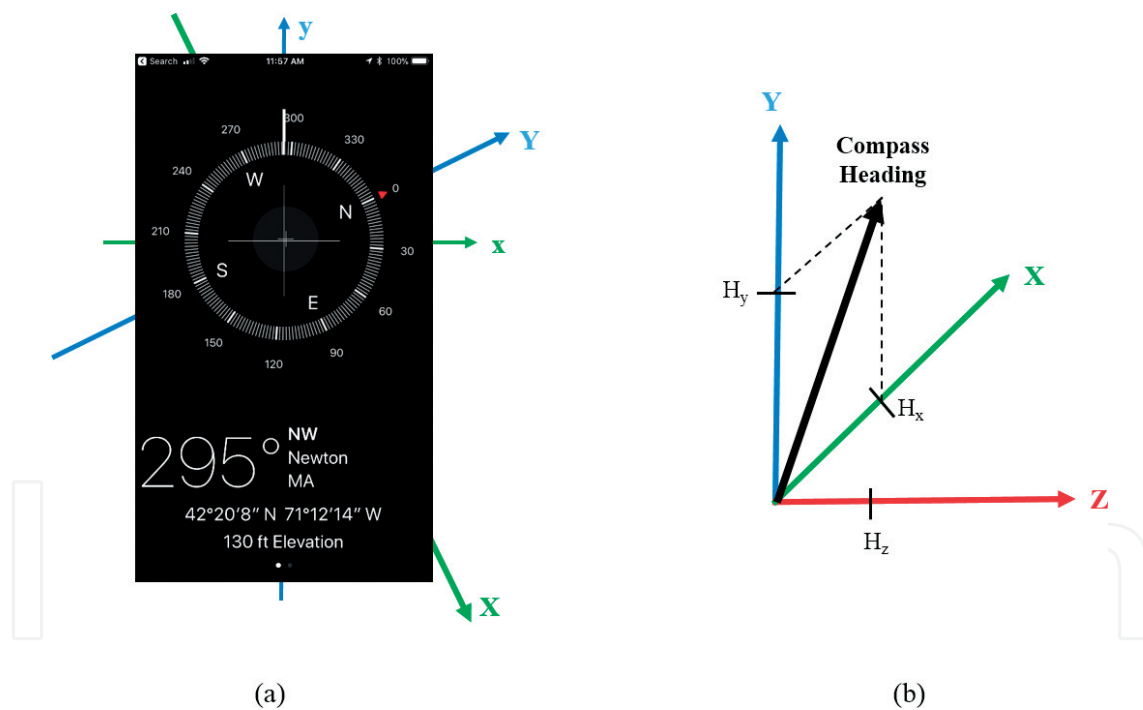 y
Search 11:57 AM 100%
300
270
330
Y
240
W
0
N
210
x
30
S
180
E
60
150
90
120
295° NW
Newton
MA
42°20'8" N 71°12'14" W
130 ft Elevation
X
(a)
Y
Compass
Heading
X
Hy
Hx
Z
Hz
(b)